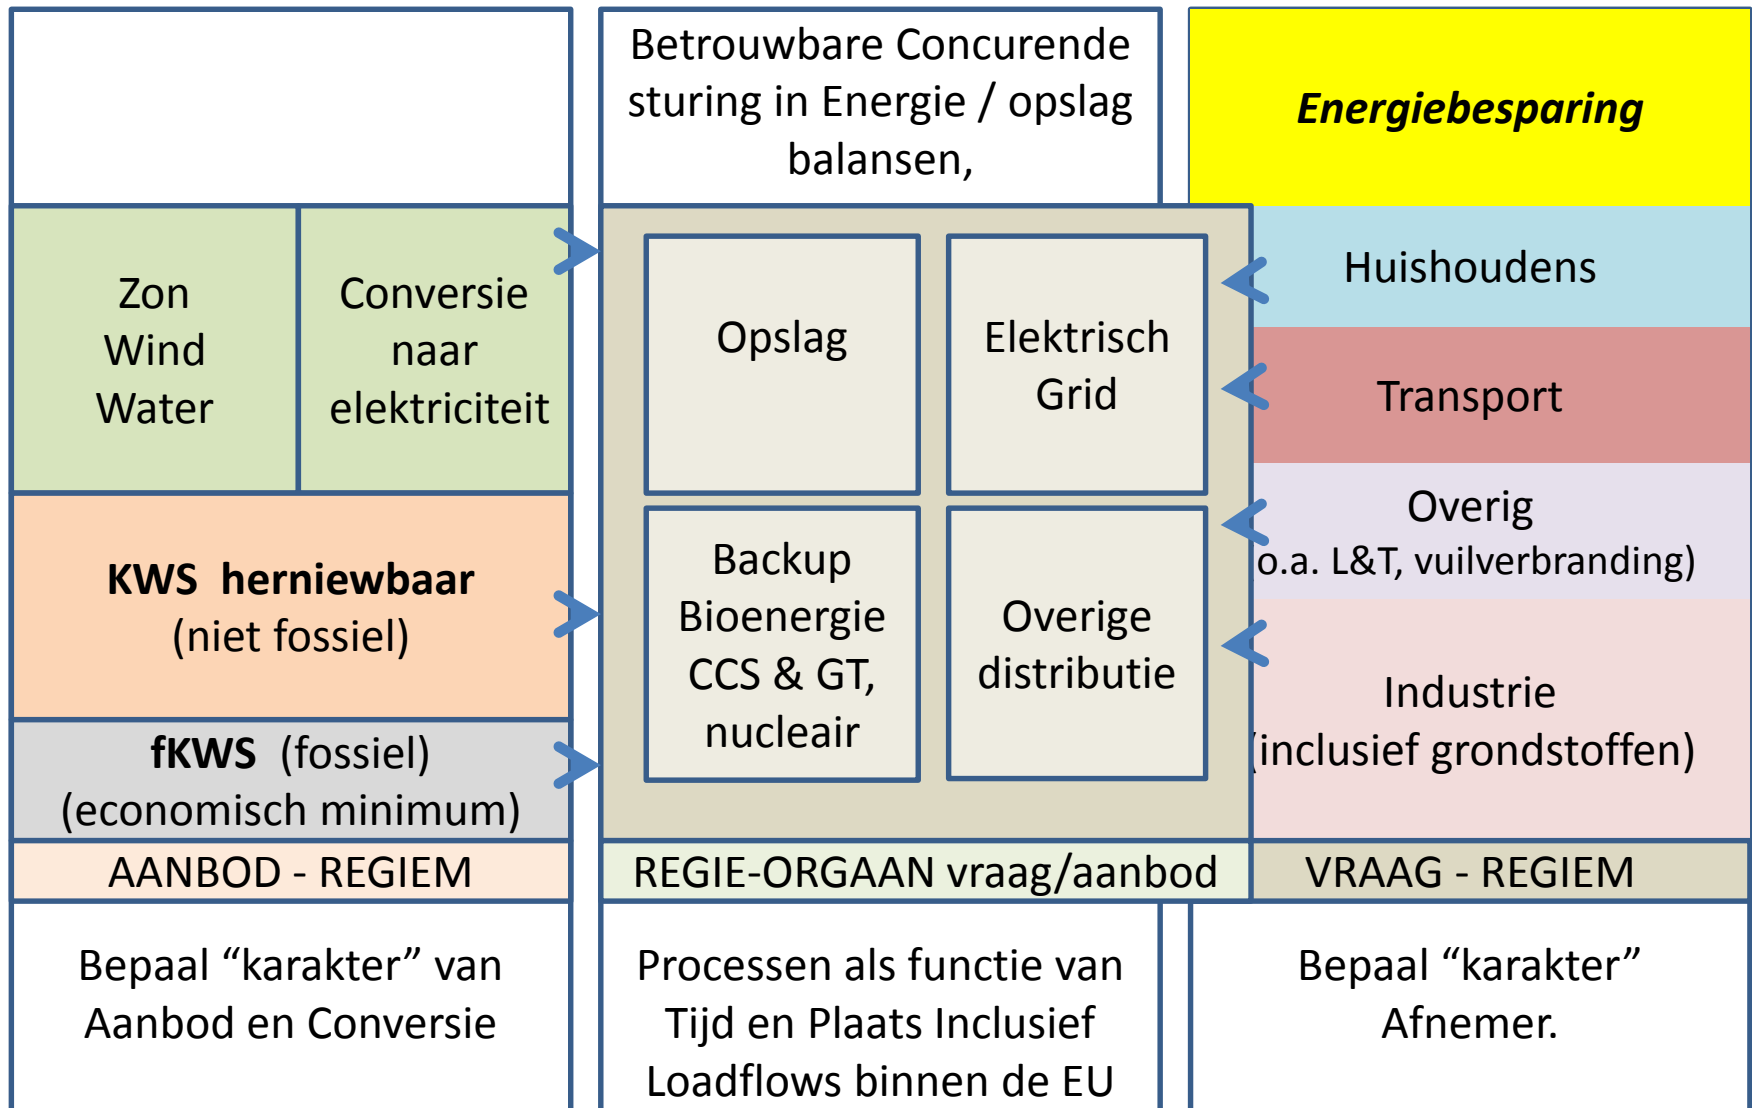 Betrouwbare Concurende
sturing in Energie / opslag
balansen,
Energiebesparing
Zon
Wind
Water
Conversie
naar
elektriciteit
KWS herniewbaar
(niet fossiel)
fKWS (fossiel)
(economisch minimum)
AANBOD - REGIEM
Bepaal “karakter” van
Aanbod en Conversie
Opslag
Elektrisch
Grid
Backup
Bioenergie
CCS & GT,
nucleair
Overige
distributie
REGIE-ORGAAN vraag/aanbod
Processen als functie van
Tijd en Plaats Inclusief
Loadflows binnen de EU
Huishoudens
Transport
Overig
(o.a. L&T, vuilverbranding)
Industrie
(inclusief grondstoffen)
VRAAG - REGIEM
Bepaal “karakter”
Afnemer.